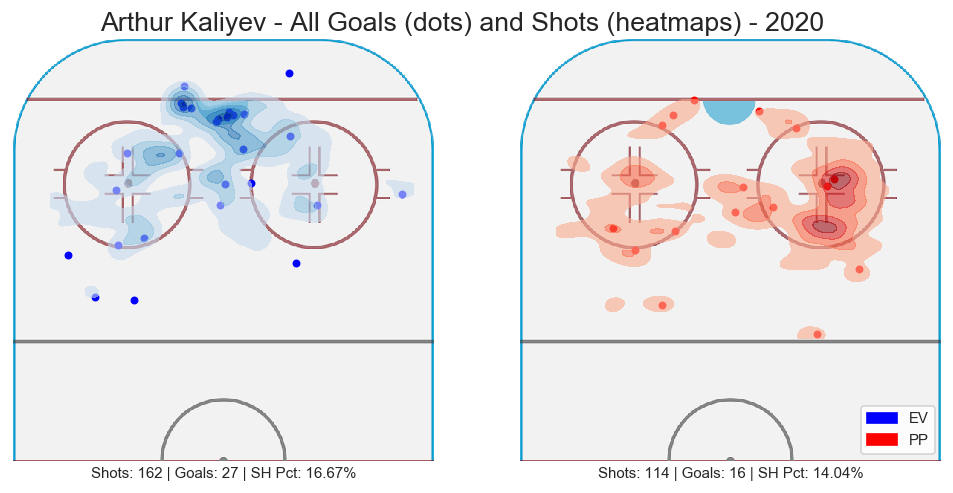 Arthur Kaliyev - All Goals (dots) and Shots (heatmaps) - 2020
EV
PP
Shots: 162 | Goals: 27 | SH Pct: 16.67%
Shots: 114 | Goals: 16 | SH Pct: 14.04%